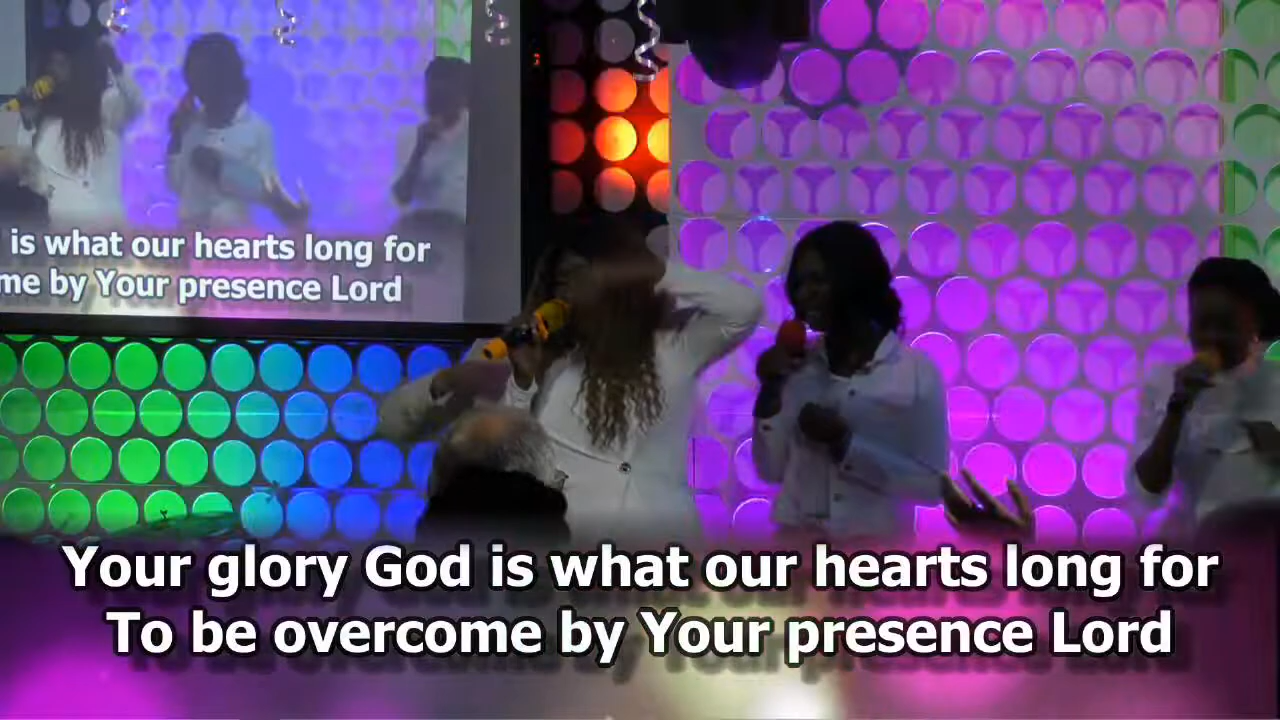 is what our hearts long for
me by Your presence Lord
Your glory God is what our hearts long for
To be overcome by Your presence Lord